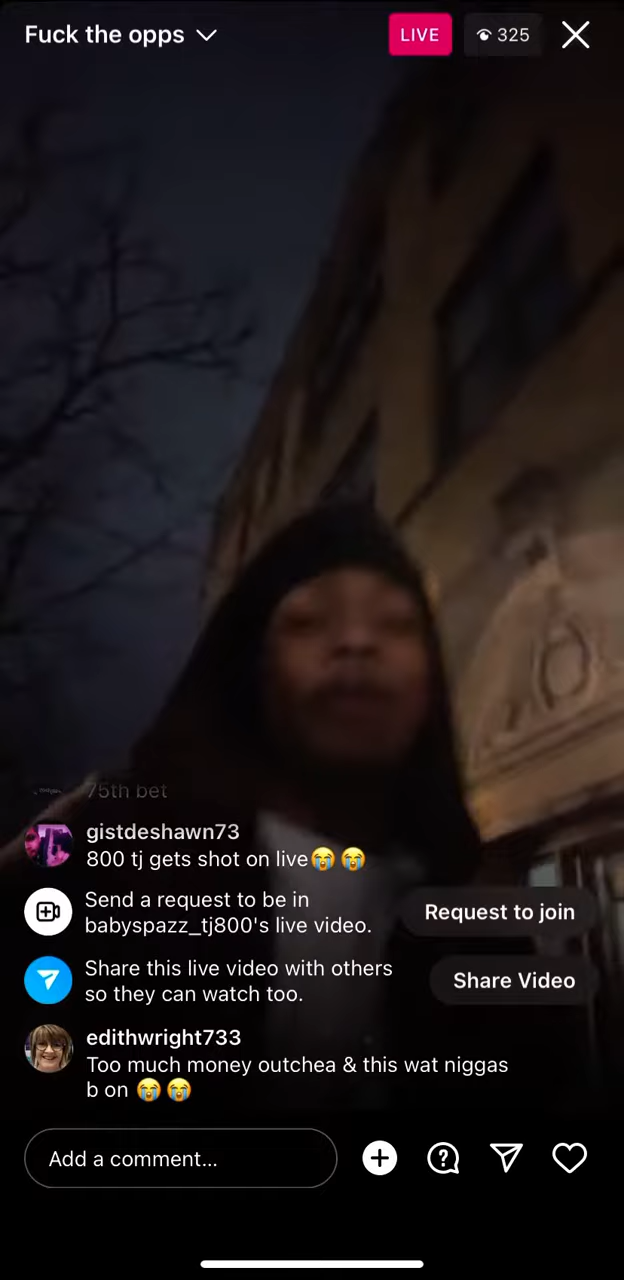 Fuck the opps
LIVE
325
75th bet
gistdeshawn73
800 tj gets shot on live😭😭
Send a request to be in
babyspazz_tj800's live video.
Request to join
Share this live video with others
so they can watch too.
Share Video
edithwright733
Too much money outchea & this wat niggas
b on 😭😭
Add a comment...